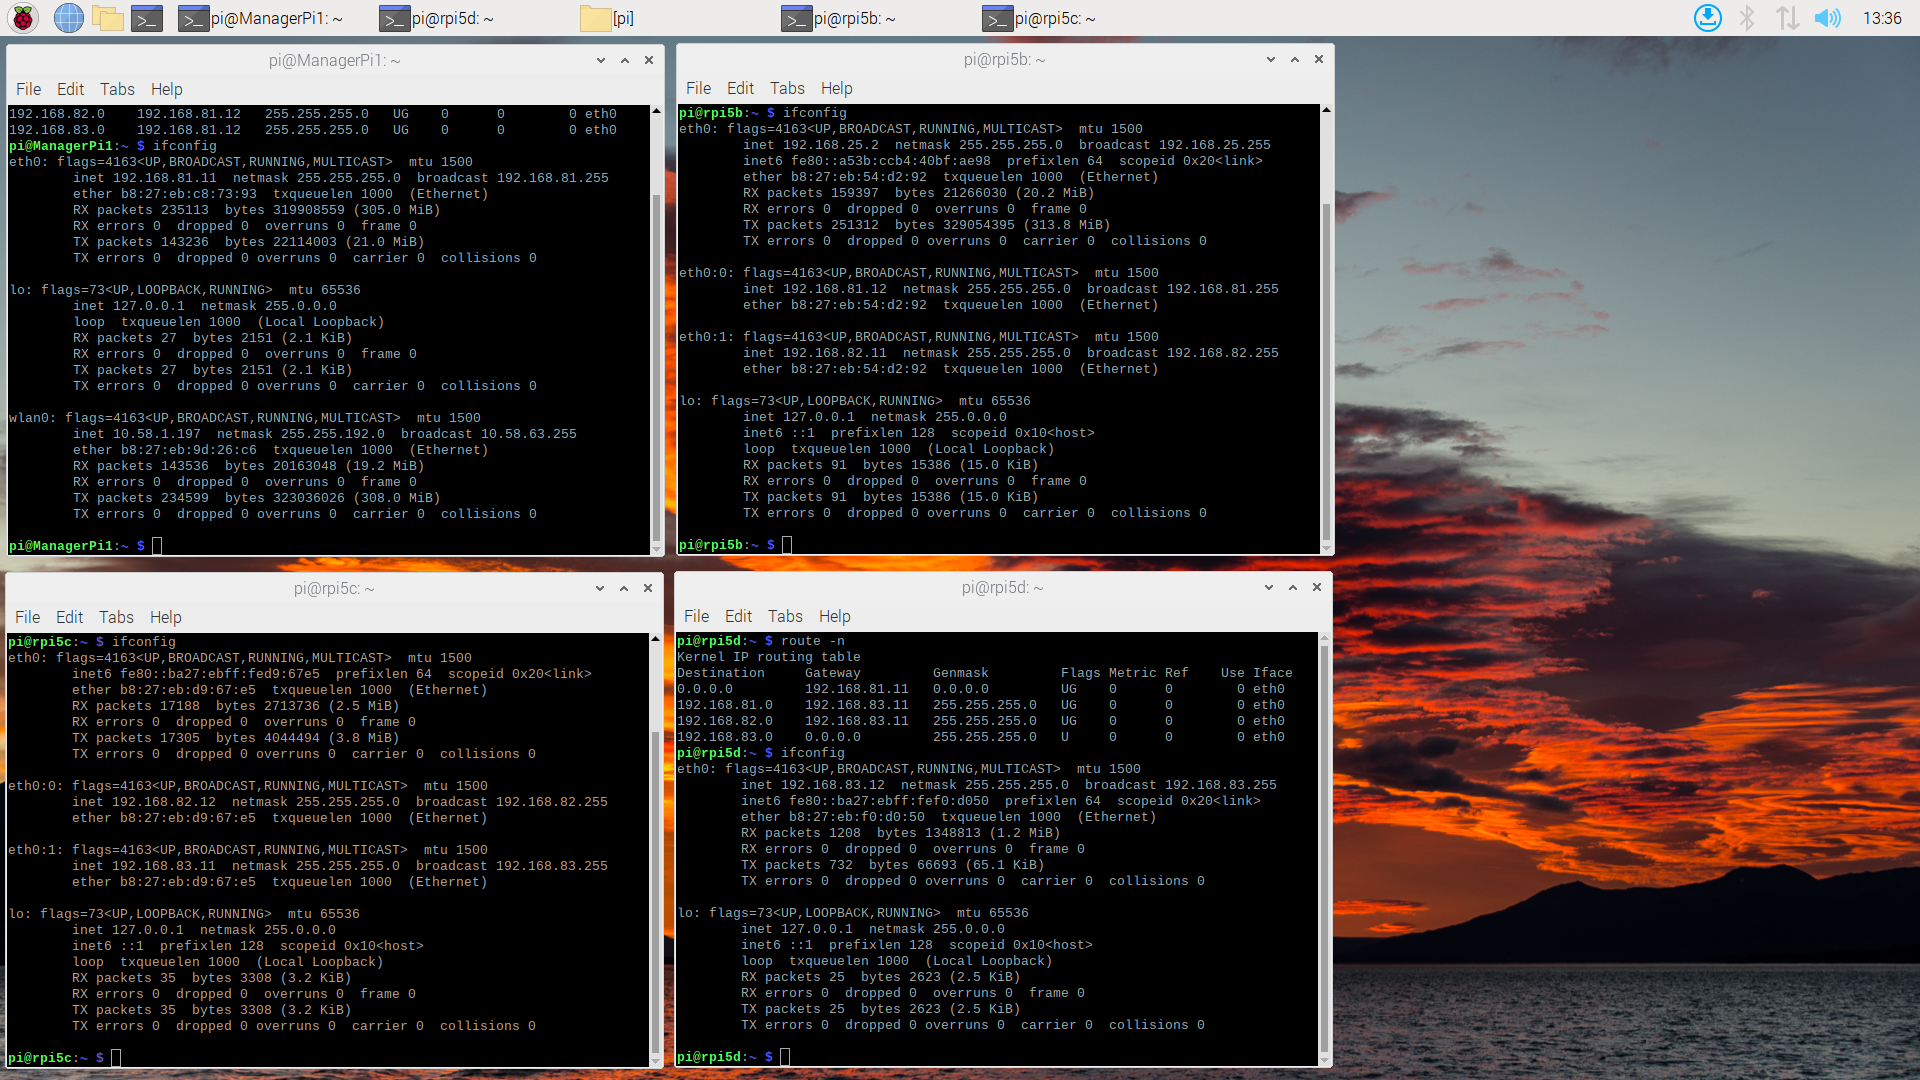 pi@ManagerPi1: ~
pi@rpi5d: ~
[pi]
pi@rpi5b: ~
pi@rpi5c: ~
13:36
pi@ManagerPi1: ~
File Edit Tabs Help
192.168.82.0    192.168.81.12   255.255.255.0   UG    0      0        0 eth0
192.168.83.0    192.168.81.12   255.255.255.0   UG    0      0        0 eth0
pi@ManagerPi1:~ $ ifconfig
eth0: flags=4163<UP,BROADCAST,RUNNING,MULTICAST>  mtu 1500
        inet 192.168.81.11  netmask 255.255.255.0  broadcast 192.168.81.255
        ether b8:27:eb:c8:73:93  txqueuelen 1000  (Ethernet)
        RX packets 235113  bytes 319908559 (305.0 MiB)
        RX errors 0  dropped 0  overruns 0  frame 0
        TX packets 143236  bytes 22114003 (21.0 MiB)
        TX errors 0  dropped 0 overruns 0  carrier 0  collisions 0
lo: flags=73<UP,LOOPBACK,RUNNING>  mtu 65536
        inet 127.0.0.1  netmask 255.0.0.0
        loop  txqueuelen 1000  (Local Loopback)
        RX packets 27  bytes 2151 (2.1 KiB)
        RX errors 0  dropped 0  overruns 0  frame 0
        TX packets 27  bytes 2151 (2.1 KiB)
        TX errors 0  dropped 0 overruns 0  carrier 0  collisions 0
wlan0: flags=4163<UP,BROADCAST,RUNNING,MULTICAST>  mtu 1500
        inet 10.58.1.197  netmask 255.255.192.0  broadcast 10.58.63.255
        ether b8:27:eb:9d:26:c6  txqueuelen 1000  (Ethernet)
        RX packets 143536  bytes 20163048 (19.2 MiB)
        RX errors 0  dropped 0  overruns 0  frame 0
        TX packets 234599  bytes 323036026 (308.0 MiB)
        TX errors 0  dropped 0 overruns 0  carrier 0  collisions 0
pi@ManagerPi1:~ $
pi@rpi5b: ~
File Edit Tabs Help
pi@rpi5b:~ $ ifconfig
eth0: flags=4163<UP,BROADCAST,RUNNING,MULTICAST>  mtu 1500
        inet 192.168.25.2  netmask 255.255.255.0  broadcast 192.168.25.255
        inet6 fe80::a53b:ccb4:40bf:ae98  prefixlen 64  scopeid 0x20<link>
        ether b8:27:eb:54:d2:92  txqueuelen 1000  (Ethernet)
        RX packets 159397  bytes 21266030 (20.2 MiB)
        RX errors 0  dropped 0  overruns 0  frame 0
        TX packets 251312  bytes 329054395 (313.8 MiB)
        TX errors 0  dropped 0 overruns 0  carrier 0  collisions 0
eth0:0: flags=4163<UP,BROADCAST,RUNNING,MULTICAST>  mtu 1500
        inet 192.168.81.12  netmask 255.255.255.0  broadcast 192.168.81.255
        ether b8:27:eb:54:d2:92  txqueuelen 1000  (Ethernet)
eth0:1: flags=4163<UP,BROADCAST,RUNNING,MULTICAST>  mtu 1500
        inet 192.168.82.11  netmask 255.255.255.0  broadcast 192.168.82.255
        ether b8:27:eb:54:d2:92  txqueuelen 1000  (Ethernet)
lo: flags=73<UP,LOOPBACK,RUNNING>  mtu 65536
        inet 127.0.0.1  netmask 255.0.0.0
        inet6 ::1  prefixlen 128  scopeid 0x10<host>
        loop  txqueuelen 1000  (Local Loopback)
        RX packets 91  bytes 15386 (15.0 KiB)
        RX errors 0  dropped 0  overruns 0  frame 0
        TX packets 91  bytes 15386 (15.0 KiB)
        TX errors 0  dropped 0 overruns 0  carrier 0  collisions 0
pi@rpi5b:~ $
pi@rpi5c: ~
File Edit Tabs Help
pi@rpi5c:~ $ ifconfig
eth0: flags=4163<UP,BROADCAST,RUNNING,MULTICAST>  mtu 1500
        inet6 fe80::ba27:ebff:fed9:67e5  prefixlen 64  scopeid 0x20<link>
        ether b8:27:eb:d9:67:e5  txqueuelen 1000  (Ethernet)
        RX packets 17188  bytes 2713736 (2.5 MiB)
        RX errors 0  dropped 0  overruns 0  frame 0
        TX packets 17305  bytes 4044494 (3.8 MiB)
        TX errors 0  dropped 0 overruns 0  carrier 0  collisions 0
eth0:0: flags=4163<UP,BROADCAST,RUNNING,MULTICAST>  mtu 1500
        inet 192.168.82.12  netmask 255.255.255.0  broadcast 192.168.82.255
        ether b8:27:eb:d9:67:e5  txqueuelen 1000  (Ethernet)
eth0:1: flags=4163<UP,BROADCAST,RUNNING,MULTICAST>  mtu 1500
        inet 192.168.83.11  netmask 255.255.255.0  broadcast 192.168.83.255
        ether b8:27:eb:d9:67:e5  txqueuelen 1000  (Ethernet)
lo: flags=73<UP,LOOPBACK,RUNNING>  mtu 65536
        inet 127.0.0.1  netmask 255.0.0.0
        inet6 ::1  prefixlen 128  scopeid 0x10<host>
        loop  txqueuelen 1000  (Local Loopback)
        RX packets 35  bytes 3308 (3.2 KiB)
        RX errors 0  dropped 0  overruns 0  frame 0
        TX packets 35  bytes 3308 (3.2 KiB)
        TX errors 0  dropped 0 overruns 0  carrier 0  collisions 0
pi@rpi5c:~ $
pi@rpi5d: ~
File Edit Tabs Help
pi@rpi5d:~ $ route -n
Kernel IP routing table
Destination     Gateway         Genmask         Flags Metric Ref    Use Iface
0.0.0.0         192.168.81.11   0.0.0.0         UG    0      0        0 eth0
192.168.81.0    192.168.83.11   255.255.255.0   UG    0      0        0 eth0
192.168.82.0    192.168.83.11   255.255.255.0   UG    0      0        0 eth0
192.168.83.0    0.0.0.0         255.255.255.0   U     0      0        0 eth0
pi@rpi5d:~ $ ifconfig
eth0: flags=4163<UP,BROADCAST,RUNNING,MULTICAST>  mtu 1500
        inet 192.168.83.12  netmask 255.255.255.0  broadcast 192.168.83.255
        inet6 fe80::ba27:ebff:fef0:d050  prefixlen 64  scopeid 0x20<link>
        ether b8:27:eb:f0:d0:50  txqueuelen 1000  (Ethernet)
        RX packets 1208  bytes 1348813 (1.2 MiB)
        RX errors 0  dropped 0  overruns 0  frame 0
        TX packets 732  bytes 66693 (65.1 KiB)
        TX errors 0  dropped 0 overruns 0  carrier 0  collisions 0
lo: flags=73<UP,LOOPBACK,RUNNING>  mtu 65536
        inet 127.0.0.1  netmask 255.0.0.0
        inet6 ::1  prefixlen 128  scopeid 0x10<host>
        loop  txqueuelen 1000  (Local Loopback)
        RX packets 25  bytes 2623 (2.5 KiB)
        RX errors 0  dropped 0  overruns 0  frame 0
        TX packets 25  bytes 2623 (2.5 KiB)
        TX errors 0  dropped 0 overruns 0  carrier 0  collisions 0
pi@rpi5d:~ $